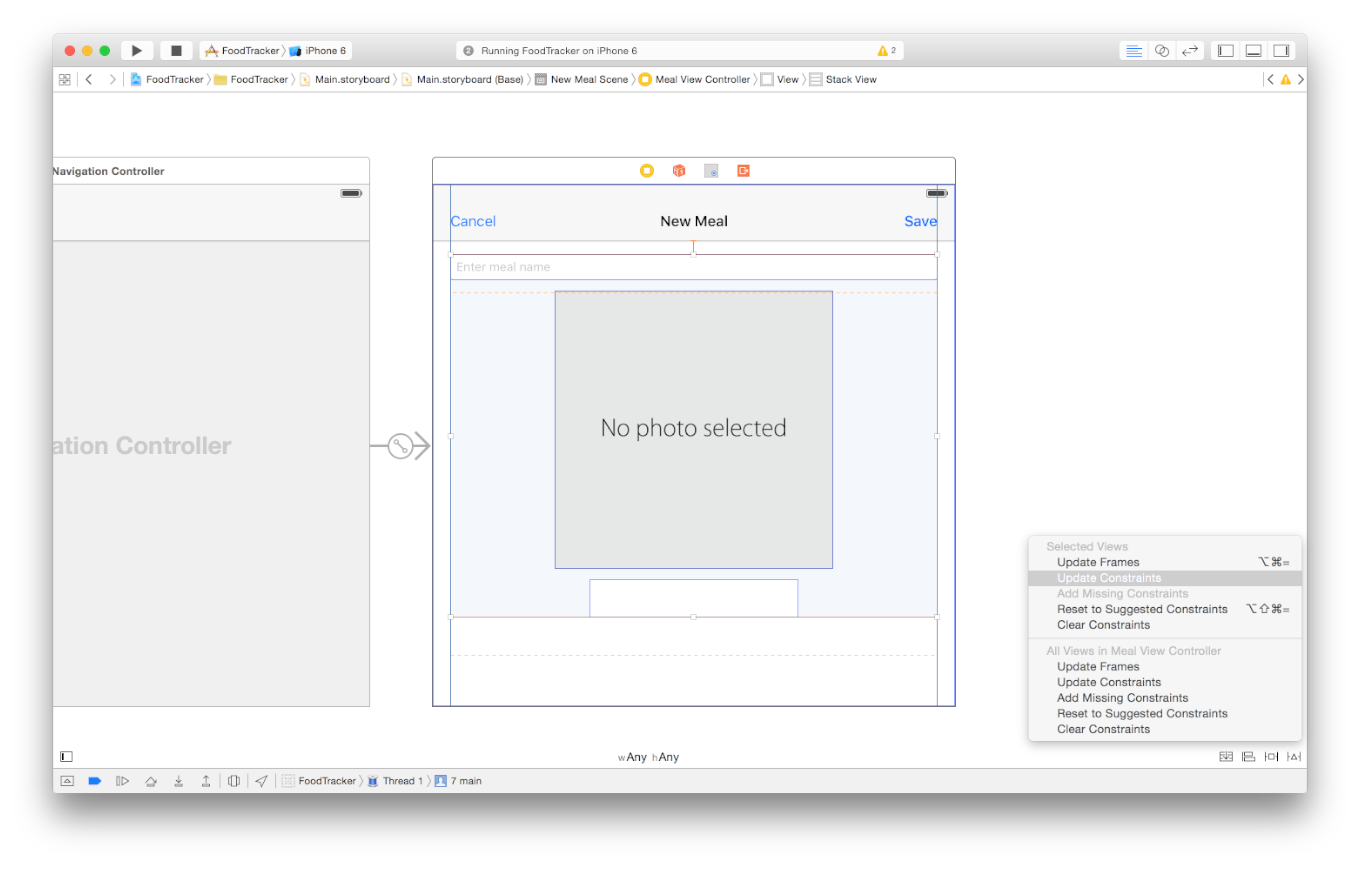 FoodTracker iPhone 6
2 Running FoodTracker on iPhone 6
2
FoodTracker FoodTracker Main.storyboard Main.storyboard (Base) New Meal Scene Meal View Controller View Stack View
Navigation Controller
Cancel New Meal Save
Enter meal name
No photo selected
ation Controller
Selected Views
Update Frames ⌥⌘=
Update Constraints
Add Missing Constraints
Reset to Suggested Constraints ⌥⇧⌘=
Clear Constraints
All Views in Meal View Controller
Update Frames
Update Constraints
Add Missing Constraints
Reset to Suggested Constraints
Clear Constraints
wAny hAny
FoodTracker Thread 1 7 main